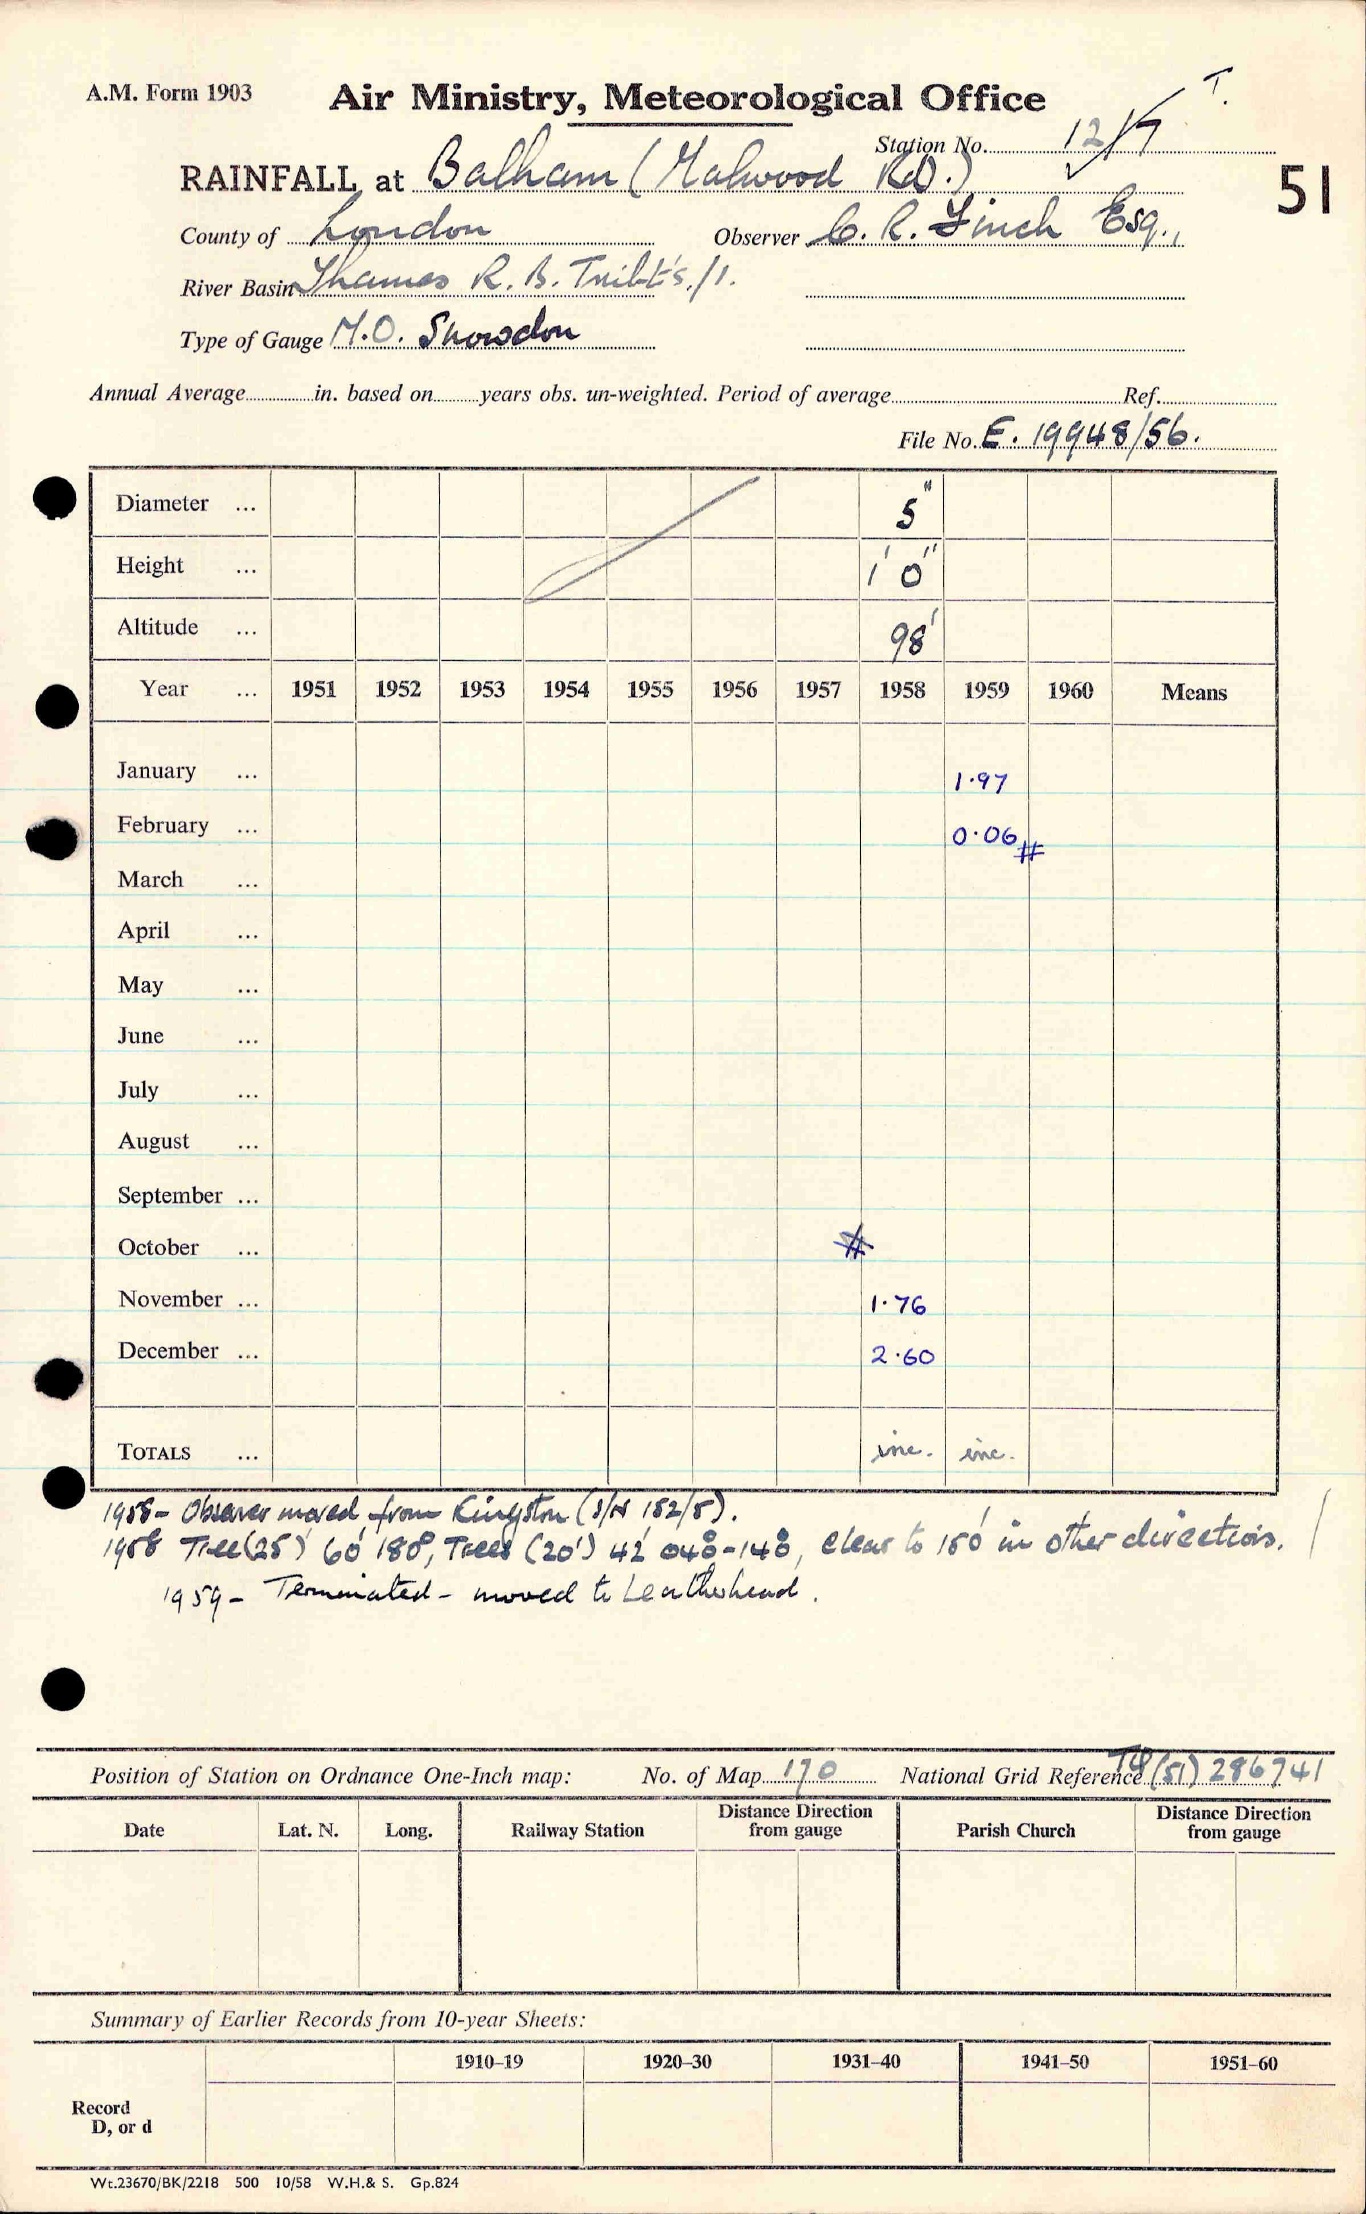 A.M. Form 1903
Air Ministry, Meteorological Office
T.
Station No. 12/7
RAINFALL at Balham (Malwood Rd.)
51
County of London Observer C. R. Finch Esq.,
River Basin Thames R. B. Tribt's. /1.
Type of Gauge M.O. Snowdon
Annual Average in. based on years obs. un-weighted. Period of average Ref.
File No. E. 19948/56.
Diameter ... 5"
Height ... 1' 0"
Altitude ... 98'
Year ... 1951 1952 1953 1954 1955 1956 1957 1958 1959 1960 Means
January ... 1.97
February ... 0.06 #
March ...
April ...
May ...
June ...
July ...
August ...
September ...
October ... #
November ... 1.76
December ... 2.60
TOTALS ... inc. inc.
1958 - Observer moved from Kingston (S/N 182/5).
1958 Tree (25') 60' 180°, Trees (20') 42' 040°-140°, clear to 150' in other directions.
1959 - Terminated - moved to Leatherhead.
Position of Station on Ordnance One-Inch map: No. of Map 170 National Grid Reference TQ (51) 286741
Date Lat. N. Long. Railway Station Distance Direction from gauge Parish Church Distance Direction from gauge
Summary of Earlier Records from 10-year Sheets:
1910–19 1920–30 1931–40 1941–50 1951–60
Record
D, or d
Wt.23670/BK/2218 500 10/58 W.H.& S. Gp.824